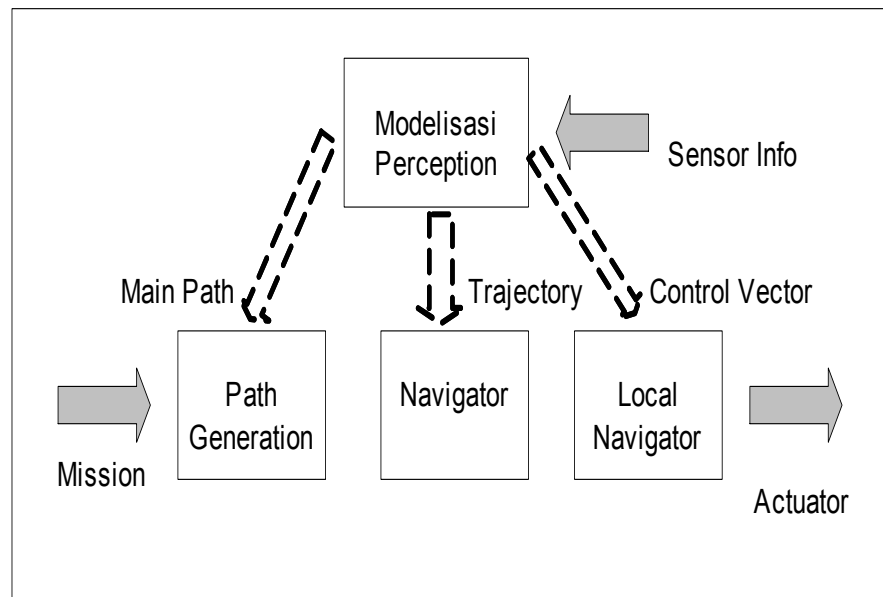 Modelisasi
Perception
Sensor Info
Main Path
Trajectory
Control Vector
Path
Generation
Navigator
Local
Navigator
Mission
Actuator